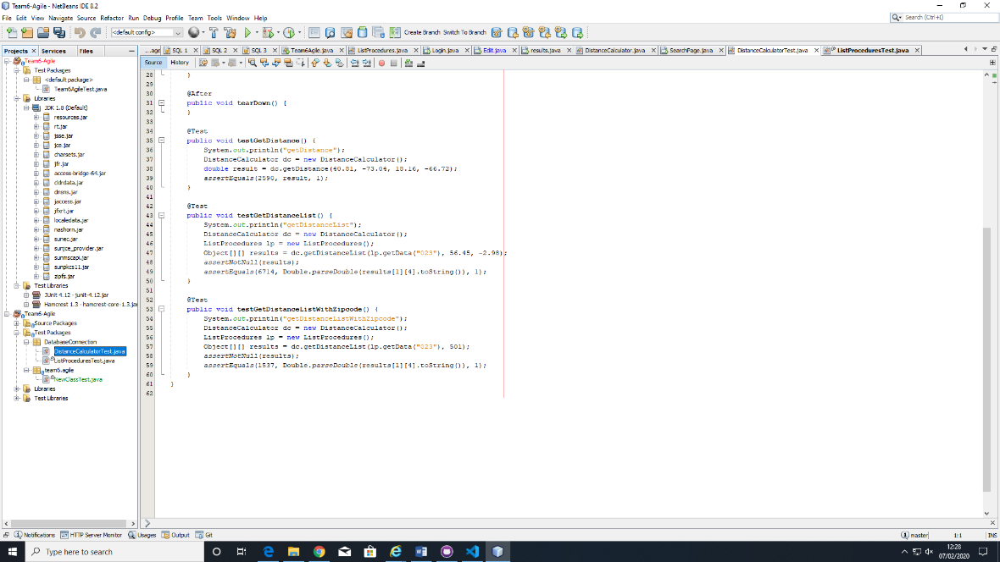 Team6-Agile - NetBeans IDE 8.2
File Edit View Navigate Source Refactor Run Debug Profile Team Tools Window Help
Search (Ctrl+I)
<default config>
Create Branch Switch To Branch
Projects Services Files
...age SQL 1 SQL 2 SQL 3 Team6Agile.java ListProcedures.java Login.java Edit.java results.java DistanceCalculator.java SearchPage.java DistanceCalculatorTest.java ListProceduresTest.java
Source History
Team6-Agile
Test Packages
<default package>
Team6AgileTest.java
Libraries
JDK 1.8 (Default)
resources.jar
rt.jar
jsse.jar
jce.jar
charsets.jar
jfr.jar
access-bridge-64.jar
cldrdata.jar
dnsns.jar
jaccess.jar
jfxrt.jar
localedata.jar
nashorn.jar
sunec.jar
sunjce_provider.jar
sunmscapi.jar
sunpkcs11.jar
zipfs.jar
Test Libraries
JUnit 4.12 - junit-4.12.jar
Hamcrest 1.3 - hamcrest-core-1.3.jar
Team6-Agile
Source Packages
Test Packages
DatabaseConnection
DistanceCalculatorTest.java
ListProceduresTest.java
team6.agile
NewClassTest.java
Libraries
Test Libraries
28 }
29
30 @After
31 public void tearDown() {
32 }
33
34 @Test
35 public void testGetDistance() {
36 System.out.println("getDistance");
37 DistanceCalculator dc = new DistanceCalculator();
38 double result = dc.getDistance(40.81, -73.04, 18.16, -66.72);
39 assertEquals(2590, result, 1);
40 }
41
42 @Test
43 public void testGetDistanceList() {
44 System.out.println("getDistanceList");
45 DistanceCalculator dc = new DistanceCalculator();
46 ListProcedures lp = new ListProcedures();
47 Object[][] results = dc.getDistanceList(lp.getData("023"), 56.45, -2.98);
48 assertNotNull(results);
49 assertEquals(6714, Double.parseDouble(results[1][4].toString()), 1);
50 }
51
52 @Test
53 public void testGetDistanceListWithZipcode() {
54 System.out.println("getDistanceListWithZipcode");
55 DistanceCalculator dc = new DistanceCalculator();
56 ListProcedures lp = new ListProcedures();
57 Object[][] results = dc.getDistanceList(lp.getData("023"), 501);
58 assertNotNull(results);
59 assertEquals(1537, Double.parseDouble(results[1][4].toString()), 1);
60 }
61 }
62
Notifications HTTP Server Monitor Usages Output Git
master 1:1 INS
Type here to search
12:28
07/02/2020